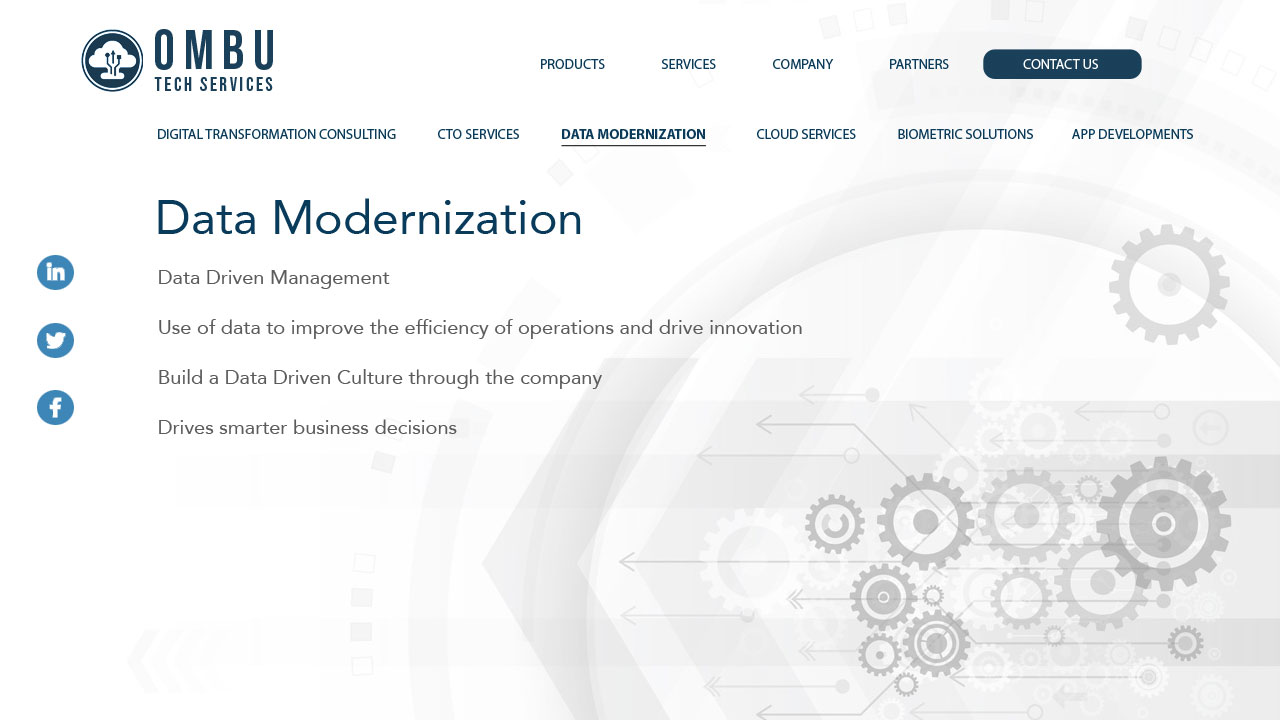 OMBU
TECH SERVICES
PRODUCTS SERVICES COMPANY PARTNERS CONTACT US
DIGITAL TRANSFORMATION CONSULTING CTO SERVICES DATA MODERNIZATION CLOUD SERVICES BIOMETRIC SOLUTIONS APP DEVELOPMENTS
Data Modernization
Data Driven Management
Use of data to improve the efficiency of operations and drive innovation
Build a Data Driven Culture through the company
Drives smarter business decisions